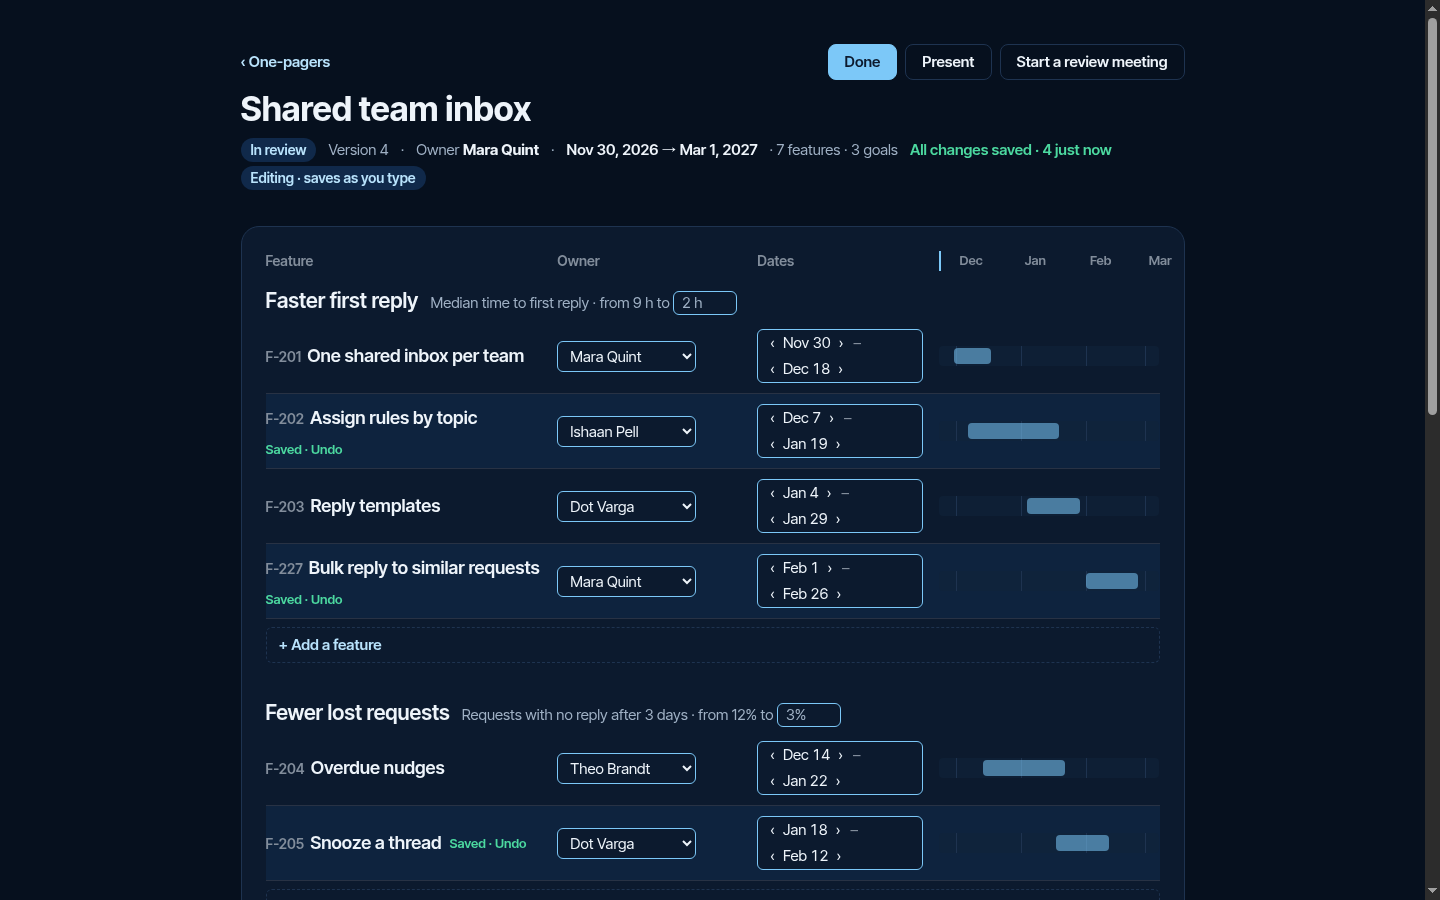 ‹ One-pagers
Done
Present
Start a review meeting
Shared team inbox
In review Version 4 · Owner Mara Quint · Nov 30, 2026 → Mar 1, 2027 · 7 features · 3 goals All changes saved · 4 just now
Editing · saves as you type
Feature Owner Dates Dec Jan Feb Mar
Faster first reply Median time to first reply · from 9 h to 2 h
F-201 One shared inbox per team Mara Quint ‹ Nov 30 › –
‹ Dec 18 ›
F-202 Assign rules by topic Ishaan Pell ‹ Dec 7 › –
Saved · Undo ‹ Jan 19 ›
F-203 Reply templates Dot Varga ‹ Jan 4 › –
‹ Jan 29 ›
F-227 Bulk reply to similar requests Mara Quint ‹ Feb 1 › –
Saved · Undo ‹ Feb 26 ›
+ Add a feature
Fewer lost requests Requests with no reply after 3 days · from 12% to 3%
F-204 Overdue nudges Theo Brandt ‹ Dec 14 › –
‹ Jan 22 ›
F-205 Snooze a thread Saved · Undo Dot Varga ‹ Jan 18 › –
‹ Feb 12 ›